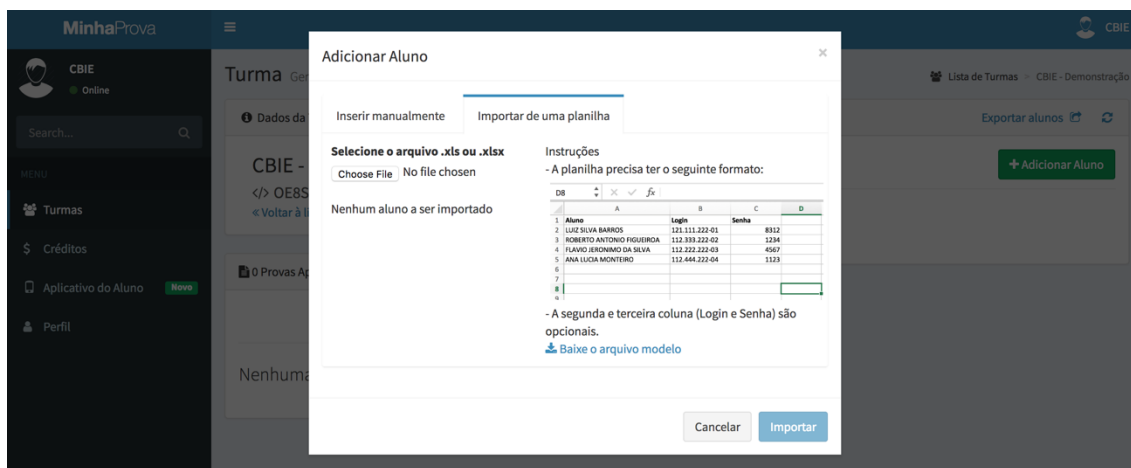 MinhaProva
CBIE
CBIE
Online
Search...
MENU
Turmas
$ Créditos
Aplicativo do Aluno Novo
Perfil
Turma Ger
Lista de Turmas > CBIE - Demonstração
Dados da
Exportar alunos
CBIE -
</> OE8S
« Voltar à li
+ Adicionar Aluno
0 Provas Ap
Nenhuma
Adicionar Aluno ×
Inserir manualmente Importar de uma planilha
Selecione o arquivo .xls ou .xlsx
Choose File No file chosen
Nenhum aluno a ser importado
Instruções
- A planilha precisa ter o seguinte formato:
D8 fx
A B C D
1 Aluno Login Senha
2 LUIZ SILVA BARROS 121.111.222-01 8312
3 ROBERTO ANTONIO FIGUEIROA 112.333.222-02 1234
4 FLAVIO JERONIMO DA SILVA 112.222.222-03 4567
5 ANA LUCIA MONTEIRO 112.444.222-04 1123
6
7
8
9
- A segunda e terceira coluna (Login e Senha) são
opcionais.
Baixe o arquivo modelo
Cancelar Importar